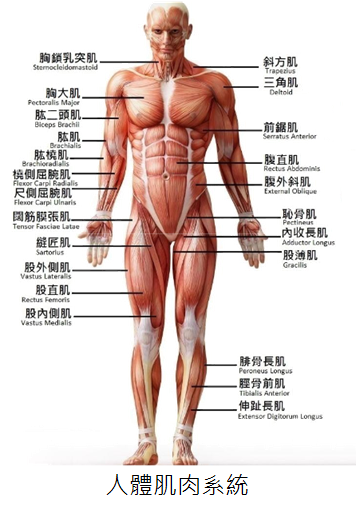 胸鎖乳突肌
Sternocleidomastoid
胸大肌
Pectoralis Major
肱二頭肌
Biceps Brachii
肱肌
Brachialis
肱橈肌
Brachioradialis
橈側屈腕肌
Flexor Carpi Radialis
尺側屈腕肌
Flexor Carpi Ulnaris
闊筋膜張肌
Tensor Fasciae Latae
縫匠肌
Sartorius
股外側肌
Vastus Lateralis
股直肌
Rectus Femoris
股內側肌
Vastus Medialis
斜方肌
Trapezius
三角肌
Deltoid
前鋸肌
Serratus Anterior
腹直肌
Rectus Abdominis
腹外斜肌
External Oblique
恥骨肌
Pectineus
內收長肌
Adductor Longus
股薄肌
Gracilis
腓骨長肌
Peroneus Longus
脛骨前肌
Tibialis Anterior
伸趾長肌
Extensor Digitorum Longus
人體肌肉系統